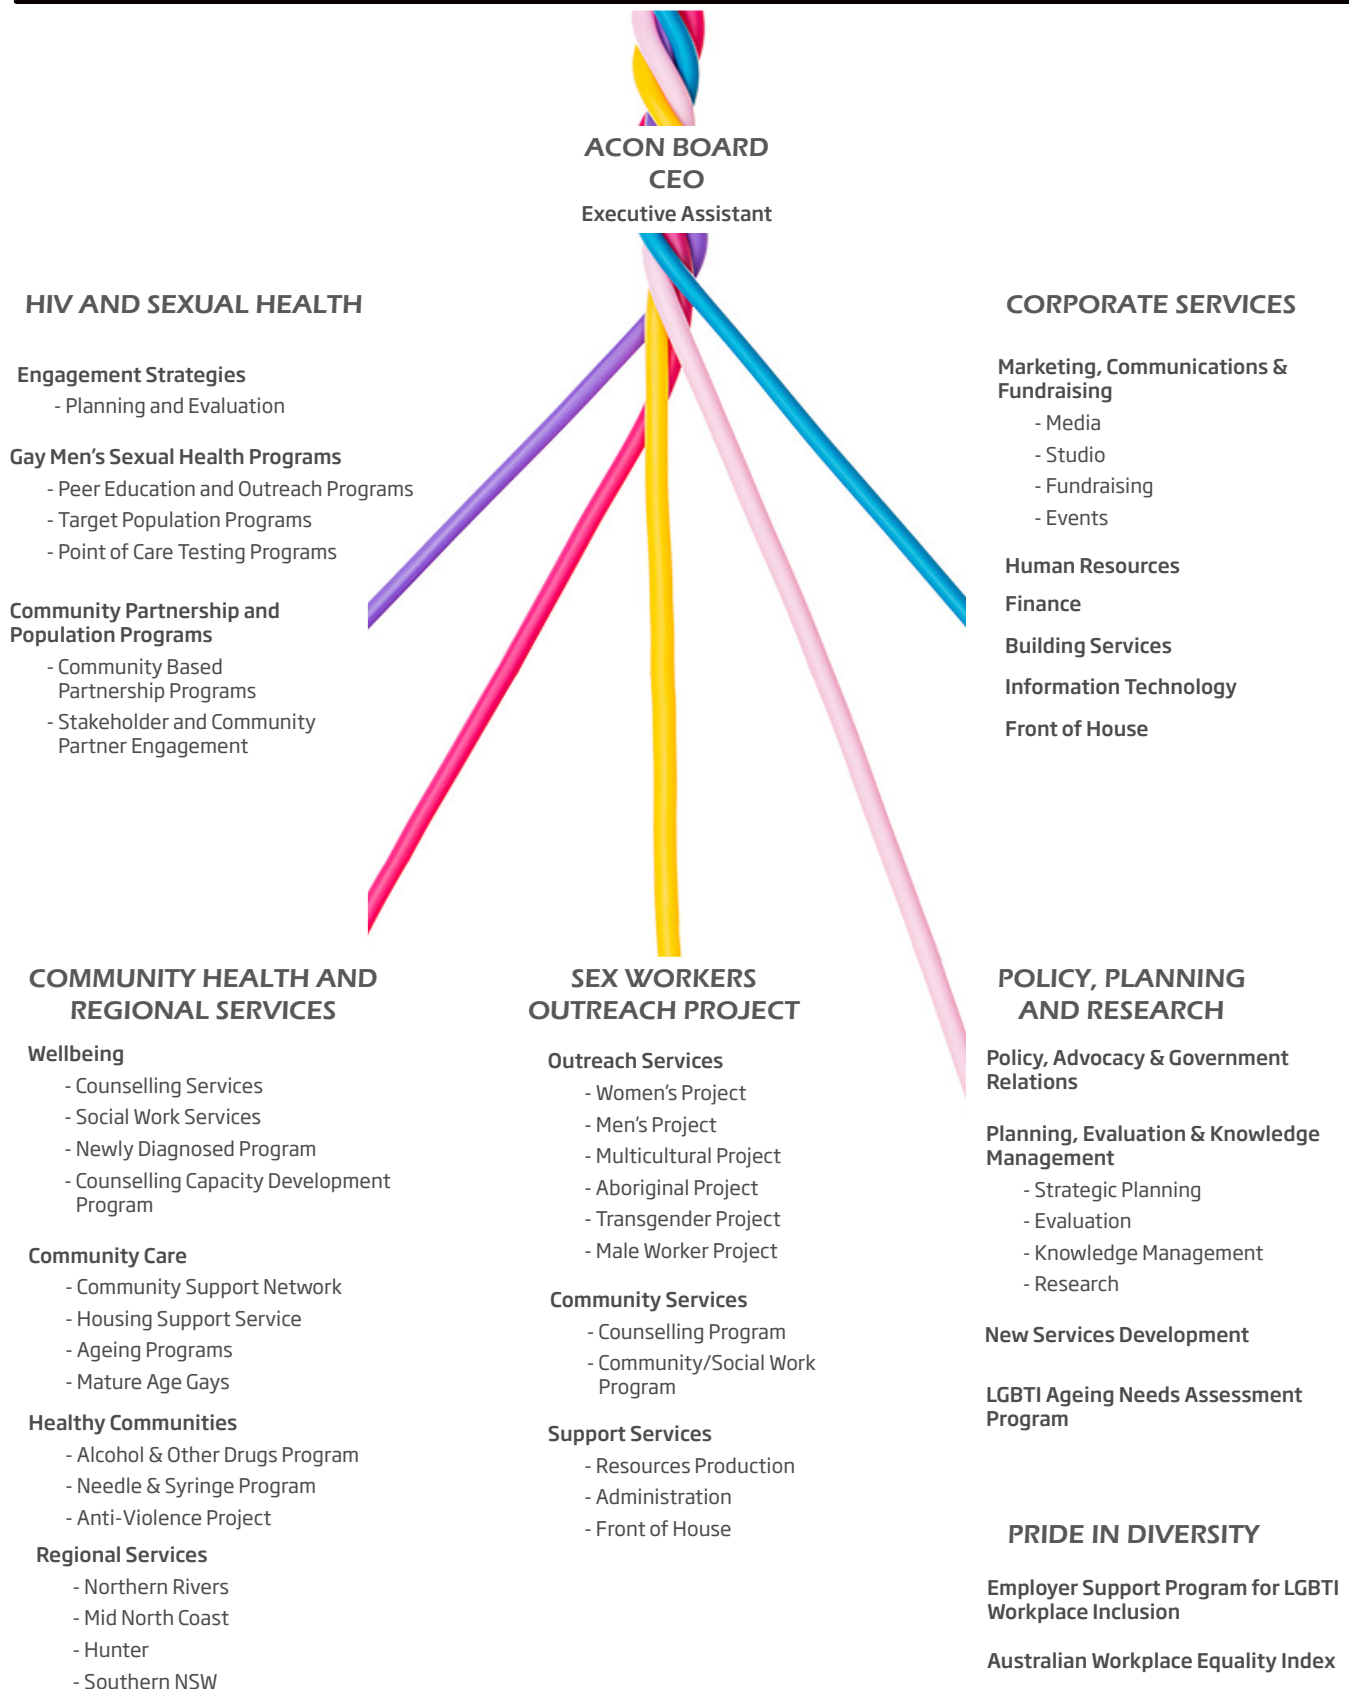 ACON BOARD
CEO
Executive Assistant
HIV AND SEXUAL HEALTH
Engagement Strategies
- Planning and Evaluation
Gay Men’s Sexual Health Programs
- Peer Education and Outreach Programs
- Target Population Programs
- Point of Care Testing Programs
Community Partnership and
Population Programs
- Community Based
Partnership Programs
- Stakeholder and Community
Partner Engagement
CORPORATE SERVICES
Marketing, Communications &
Fundraising
- Media
- Studio
- Fundraising
- Events
Human Resources
Finance
Building Services
Information Technology
Front of House
COMMUNITY HEALTH AND
REGIONAL SERVICES
Wellbeing
- Counselling Services
- Social Work Services
- Newly Diagnosed Program
- Counselling Capacity Development
Program
Community Care
- Community Support Network
- Housing Support Service
- Ageing Programs
- Mature Age Gays
Healthy Communities
- Alcohol & Other Drugs Program
- Needle & Syringe Program
- Anti-Violence Project
Regional Services
- Northern Rivers
- Mid North Coast
- Hunter
- Southern NSW
SEX WORKERS
OUTREACH PROJECT
Outreach Services
- Women’s Project
- Men’s Project
- Multicultural Project
- Aboriginal Project
- Transgender Project
- Male Worker Project
Community Services
- Counselling Program
- Community/Social Work
Program
Support Services
- Resources Production
- Administration
- Front of House
POLICY, PLANNING
AND RESEARCH
Policy, Advocacy & Government
Relations
Planning, Evaluation & Knowledge
Management
- Strategic Planning
- Evaluation
- Knowledge Management
- Research
New Services Development
LGBTI Ageing Needs Assessment
Program
PRIDE IN DIVERSITY
Employer Support Program for LGBTI
Workplace Inclusion
Australian Workplace Equality Index